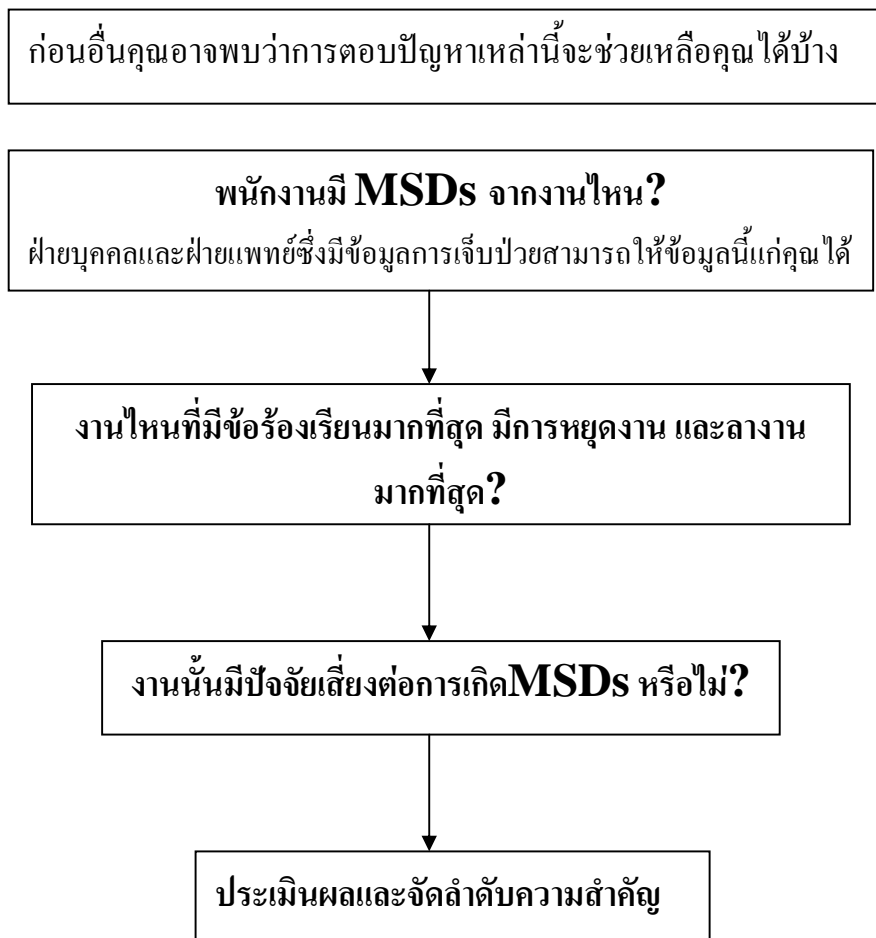 ก่อนอื่นคุณอาจพบว่าการตอบปัญหาเหล่านี้จะช่วยเหลือคุณได้บ้าง
พนักงานมี MSDs จากงานไหน?
ฝ่ายบุคคลและฝ่ายแพทย์ซึ่งมีข้อมูลการเจ็บป่วยสามารถให้ข้อมูลนี้แก่คุณได้
งานไหนที่มีข้อร้องเรียนมากที่สุด มีการหยุดงาน และลางาน
มากที่สุด?
งานนั้นมีปัจจัยเสี่ยงต่อการเกิดMSDs หรือไม่?
ประเมินผลและจัดลำดับความสำคัญ